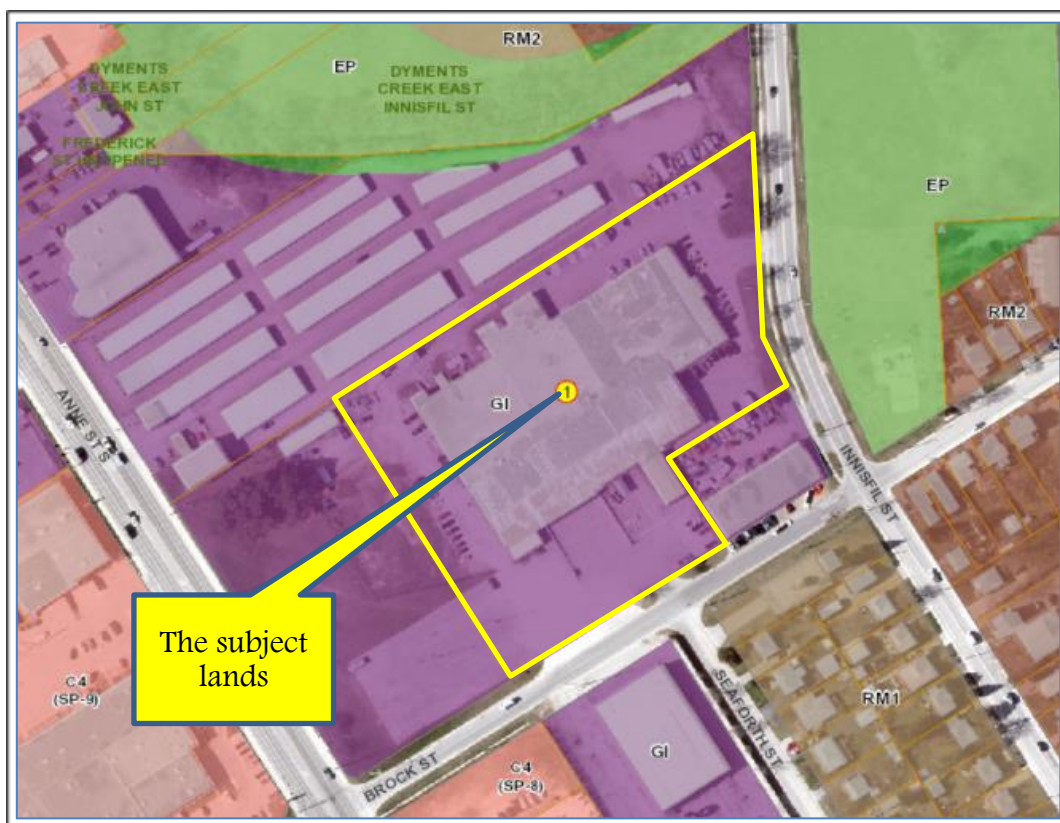 RM2
EP
DYMENTS
CREEK EAST
JOHN ST
DYMENTS
CREEK EAST
INNISFIL ST
FREDERICK
ST UNOPENED
EP
RM2
ANNE ST S
GI
1
INNISFIL ST
The subject
lands
C4
(SP-9)
SEAFORTH ST
RM1
BROCK ST
C4
(SP-8)
GI